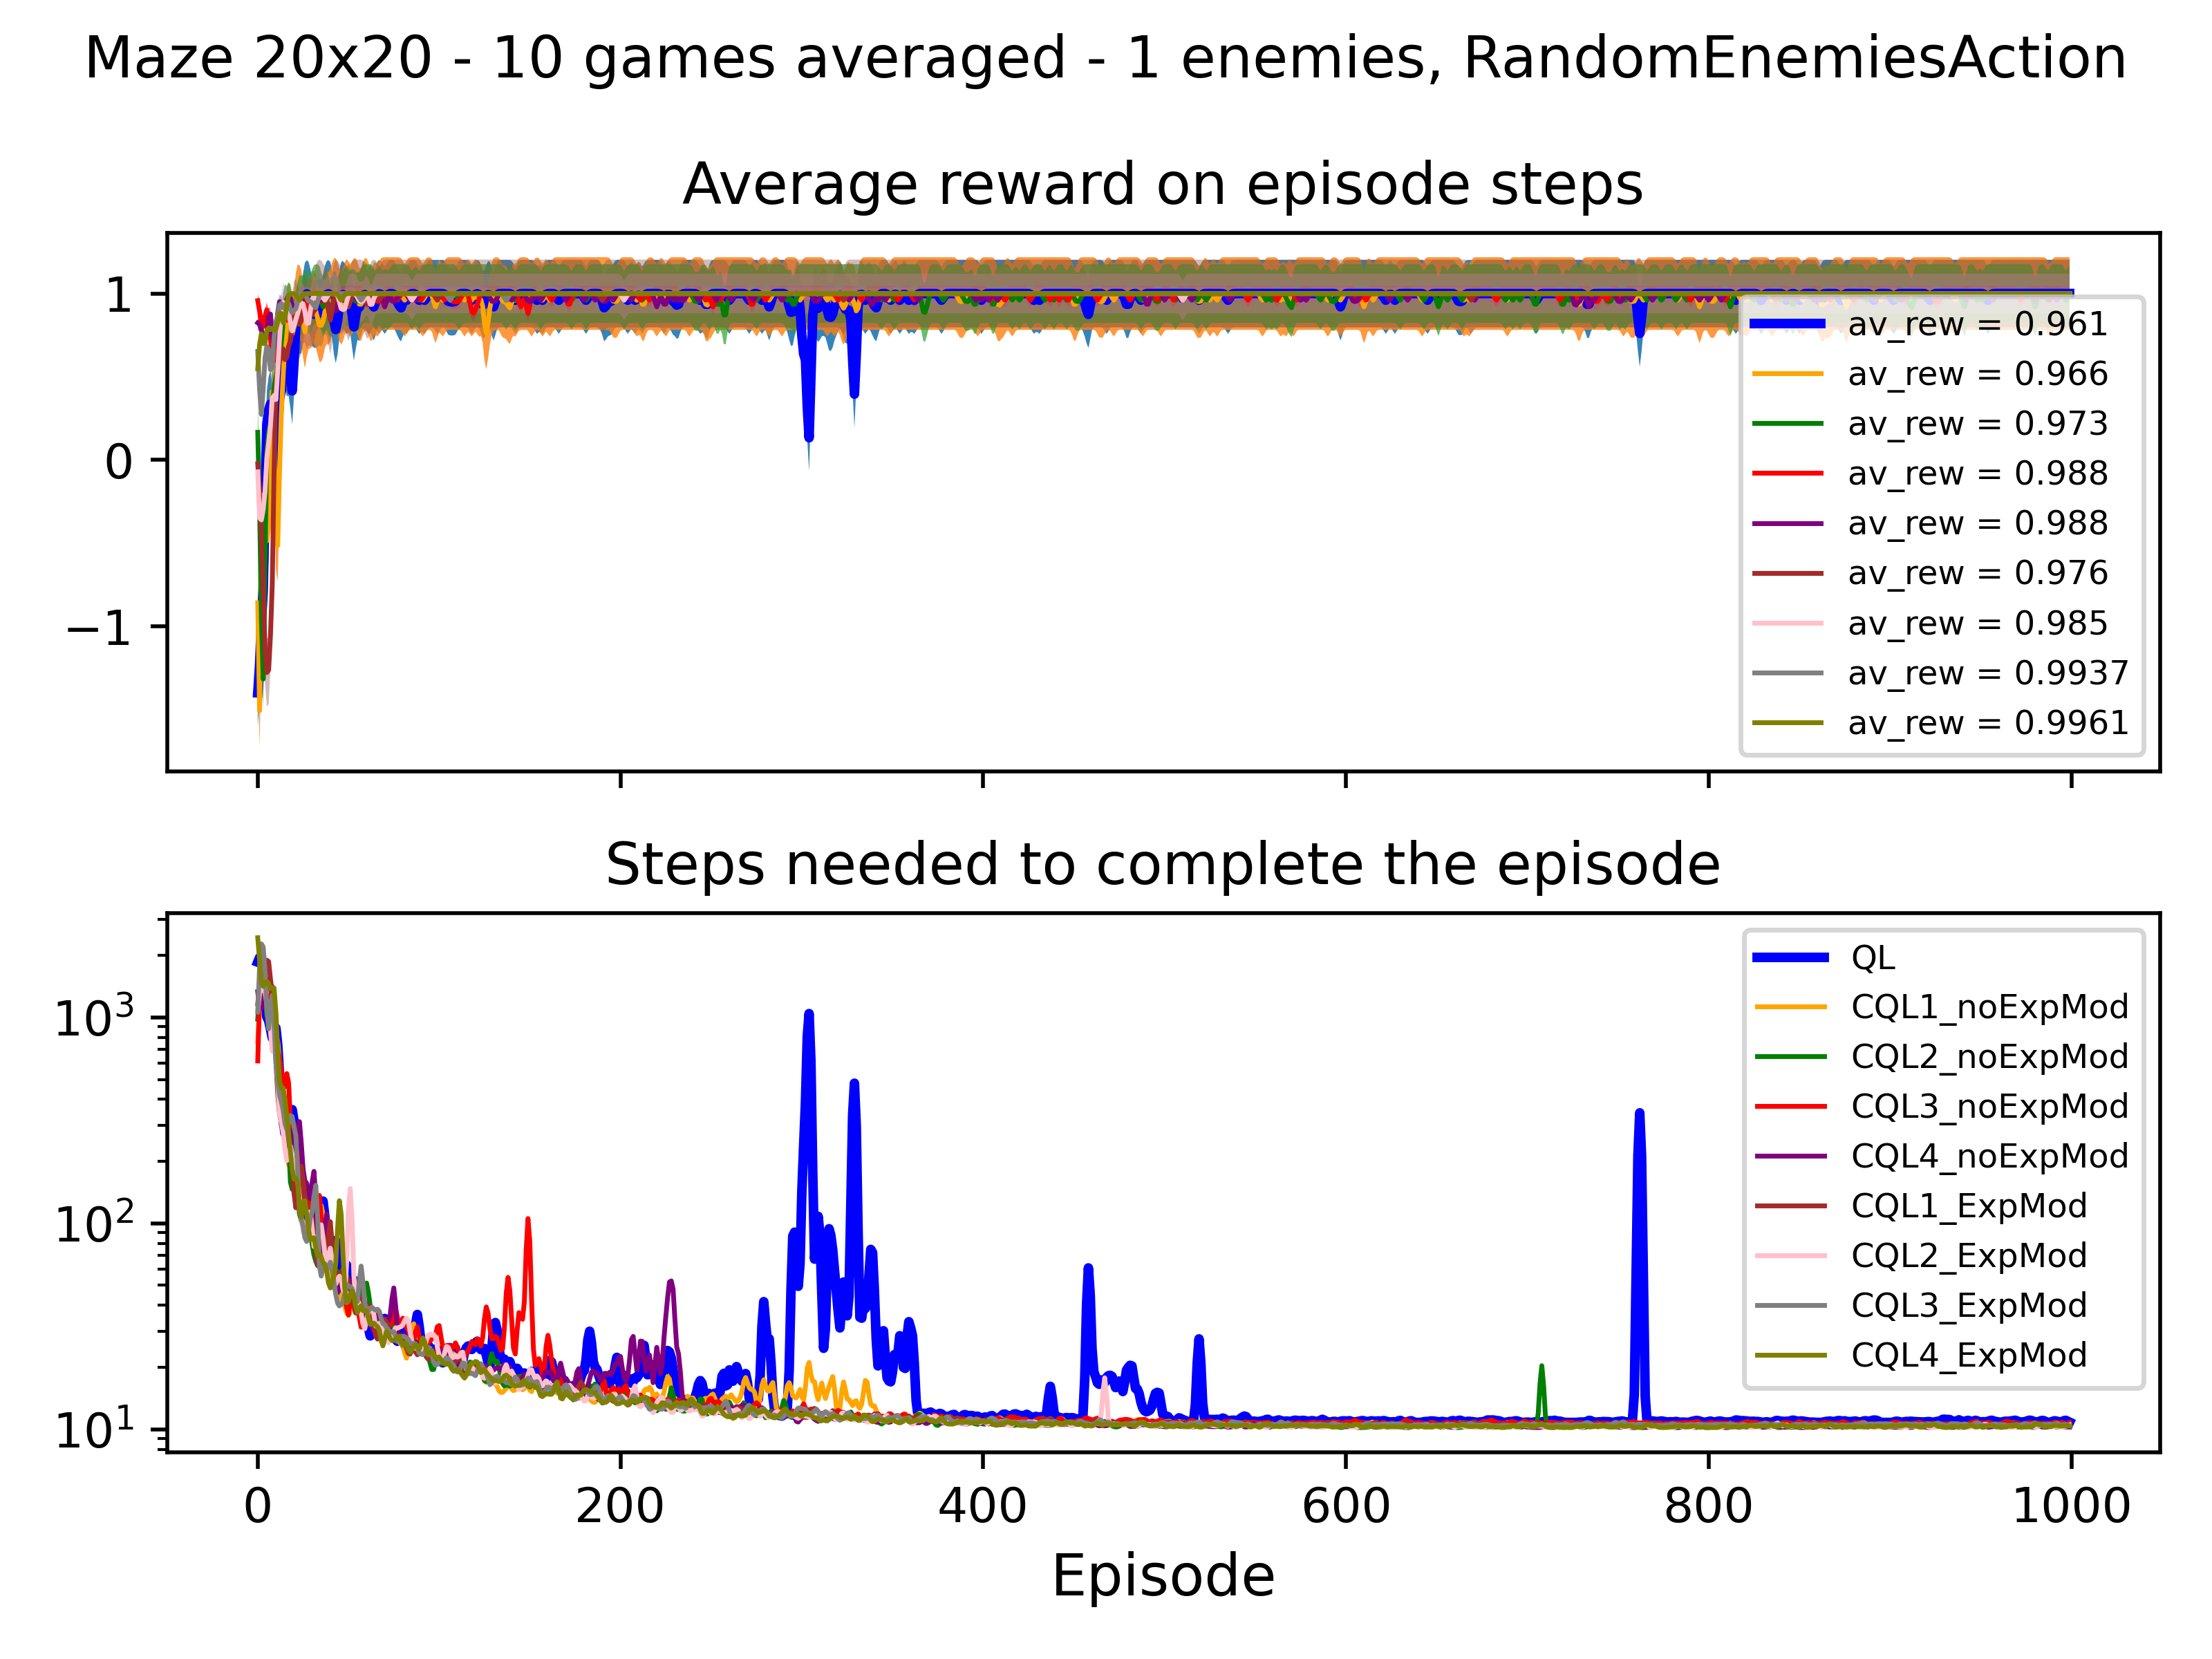 Maze 20x20 - 10 games averaged - 1 enemies, RandomEnemiesAction
Average reward on episode steps
1
0
−1
av_rew = 0.961
av_rew = 0.966
av_rew = 0.973
av_rew = 0.988
av_rew = 0.988
av_rew = 0.976
av_rew = 0.985
av_rew = 0.9937
av_rew = 0.9961
Steps needed to complete the episode
10³
10²
10¹
QL
CQL1_noExpMod
CQL2_noExpMod
CQL3_noExpMod
CQL4_noExpMod
CQL1_ExpMod
CQL2_ExpMod
CQL3_ExpMod
CQL4_ExpMod
0 200 400 600 800 1000
Episode